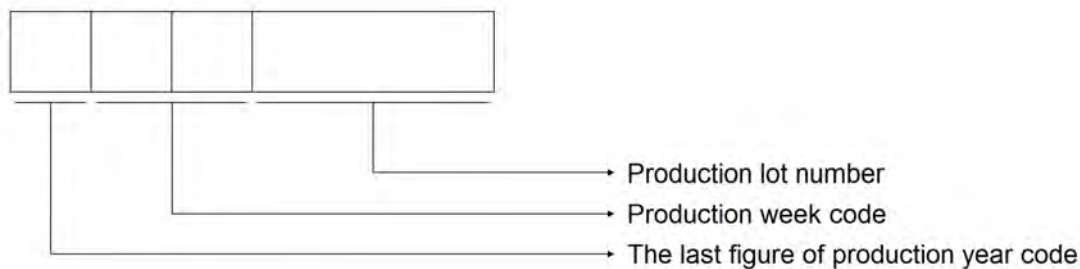 Production lot number
Production week code
The last figure of production year code